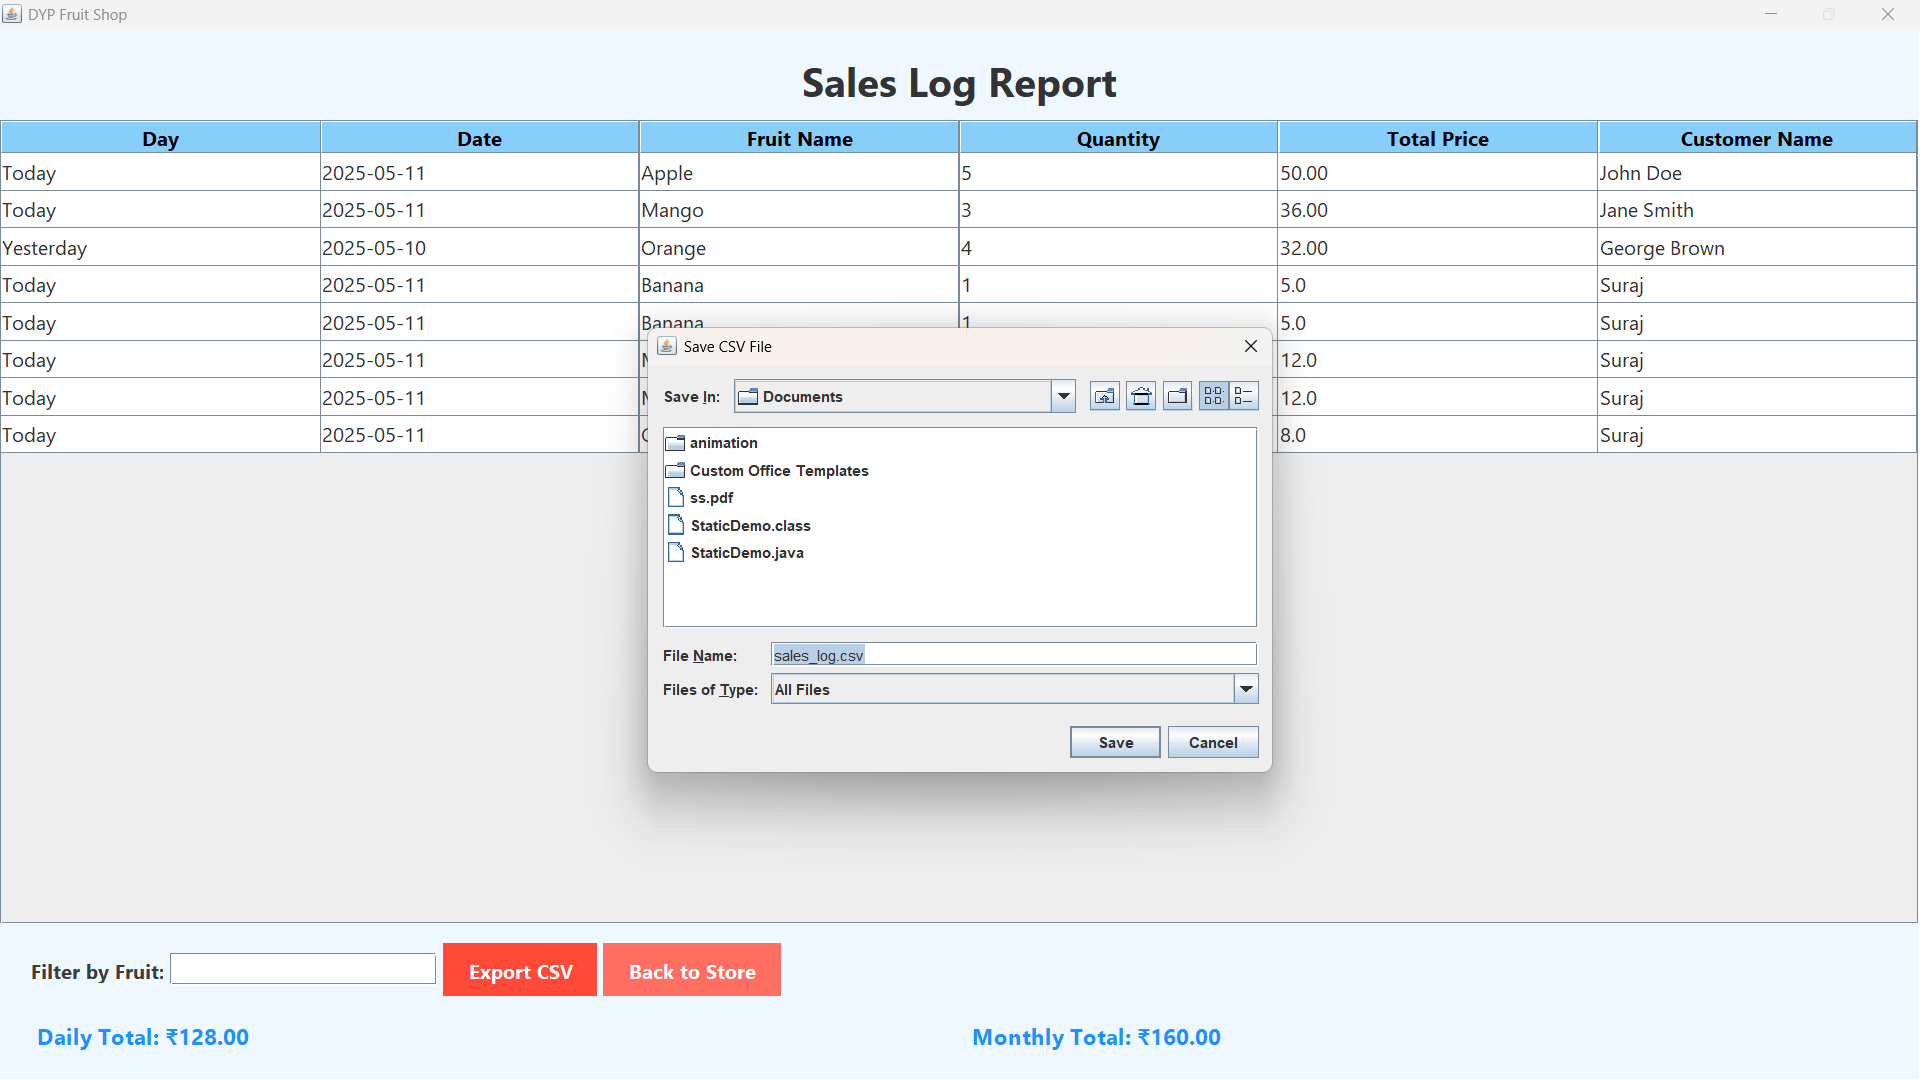 DYP Fruit Shop
Sales Log Report
Day Date Fruit Name Quantity Total Price Customer Name
Today 2025-05-11 Apple 5 50.00 John Doe
Today 2025-05-11 Mango 3 36.00 Jane Smith
Yesterday 2025-05-10 Orange 4 32.00 George Brown
Today 2025-05-11 Banana 1 5.0 Suraj
Today 2025-05-11 Banana 1 5.0 Suraj
Today 2025-05-11 12.0 Suraj
Today 2025-05-11 12.0 Suraj
Today 2025-05-11 8.0 Suraj
Save CSV File
Save In: Documents
animation
Custom Office Templates
ss.pdf
StaticDemo.class
StaticDemo.java
File Name: sales_log.csv
Files of Type: All Files
Save Cancel
Filter by Fruit: Export CSV Back to Store
Daily Total: ₹128.00 Monthly Total: ₹160.00